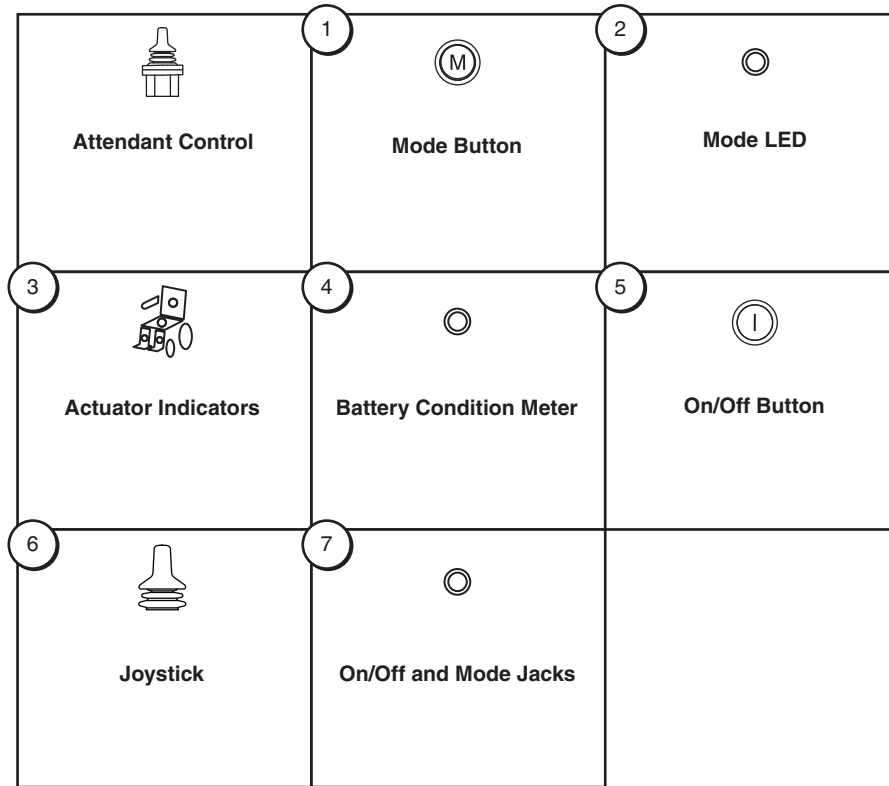 1
2
M
Attendant Control
Mode Button
Mode LED
3
4
5
I
Actuator Indicators
Battery Condition Meter
On/Off Button
6
7
Joystick
On/Off and Mode Jacks